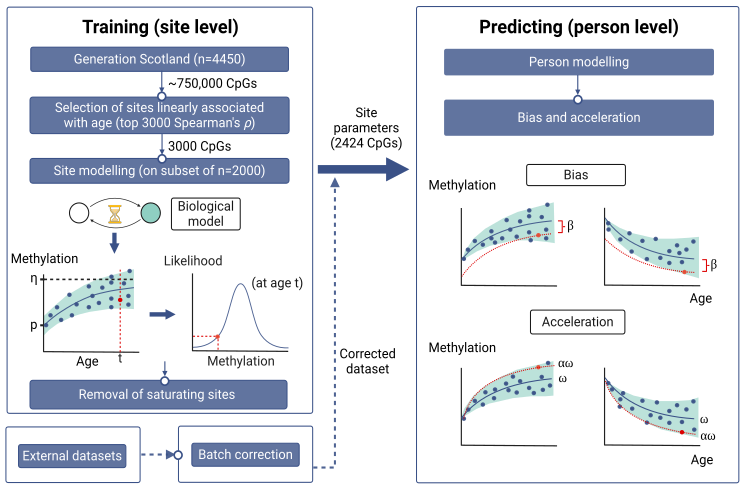 Training (site level)
Generation Scotland (n=4450)
~750,000 CpGs
Selection of sites linearly associated
with age (top 3000 Spearman's ρ)
3000 CpGs
Site modelling (on subset of n=2000)
Biological
model
Methylation
η
p
Age
t
Likelihood
(at age t)
Methylation
Removal of saturating sites
External datasets
Batch correction
Site
parameters
(2424 CpGs)
Corrected
dataset
Predicting (person level)
Person modelling
Bias and acceleration
Methylation
Bias
β
β
Age
Acceleration
Methylation
αω
ω
ω
αω
Age